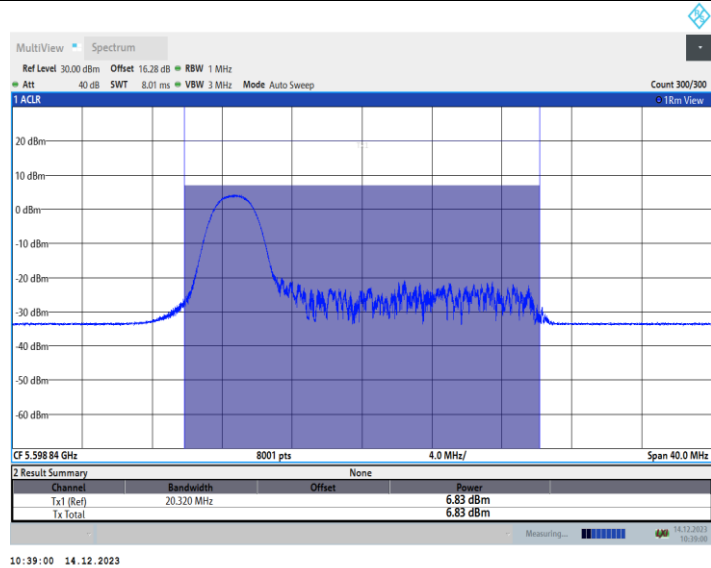 MultiView Spectrum
Ref Level 30.00 dBm Offset 16.28 dB RBW 1 MHz
Att 40 dB SWT 8.01 ms VBW 3 MHz Mode Auto Sweep Count 300/300
1 ACLR 1Rm View
20 dBm
10 dBm
0 dBm
-10 dBm
-20 dBm
-30 dBm
-40 dBm
-50 dBm
-60 dBm
CF 5.59884 GHz 8001 pts 4.0 MHz/ Span 40.0 MHz
2 Result Summary None
Channel Bandwidth Offset Power
Tx1 (Ref) 20.320 MHz 6.83 dBm
Tx Total 6.83 dBm
Measuring... 14.12.2023
10:39:00
10:39:00 14.12.2023